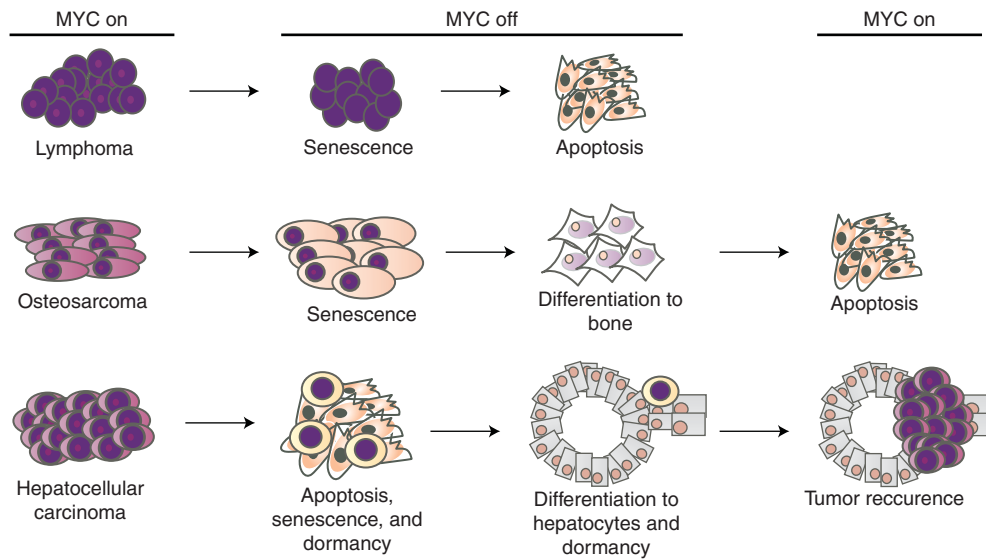 MYC on
MYC off
MYC on
Lymphoma
Senescence
Apoptosis
Osteosarcoma
Senescence
Differentiation to
bone
Apoptosis
Hepatocellular
carcinoma
Apoptosis,
senescence, and
dormancy
Differentiation to
hepatocytes and
dormancy
Tumor reccurence